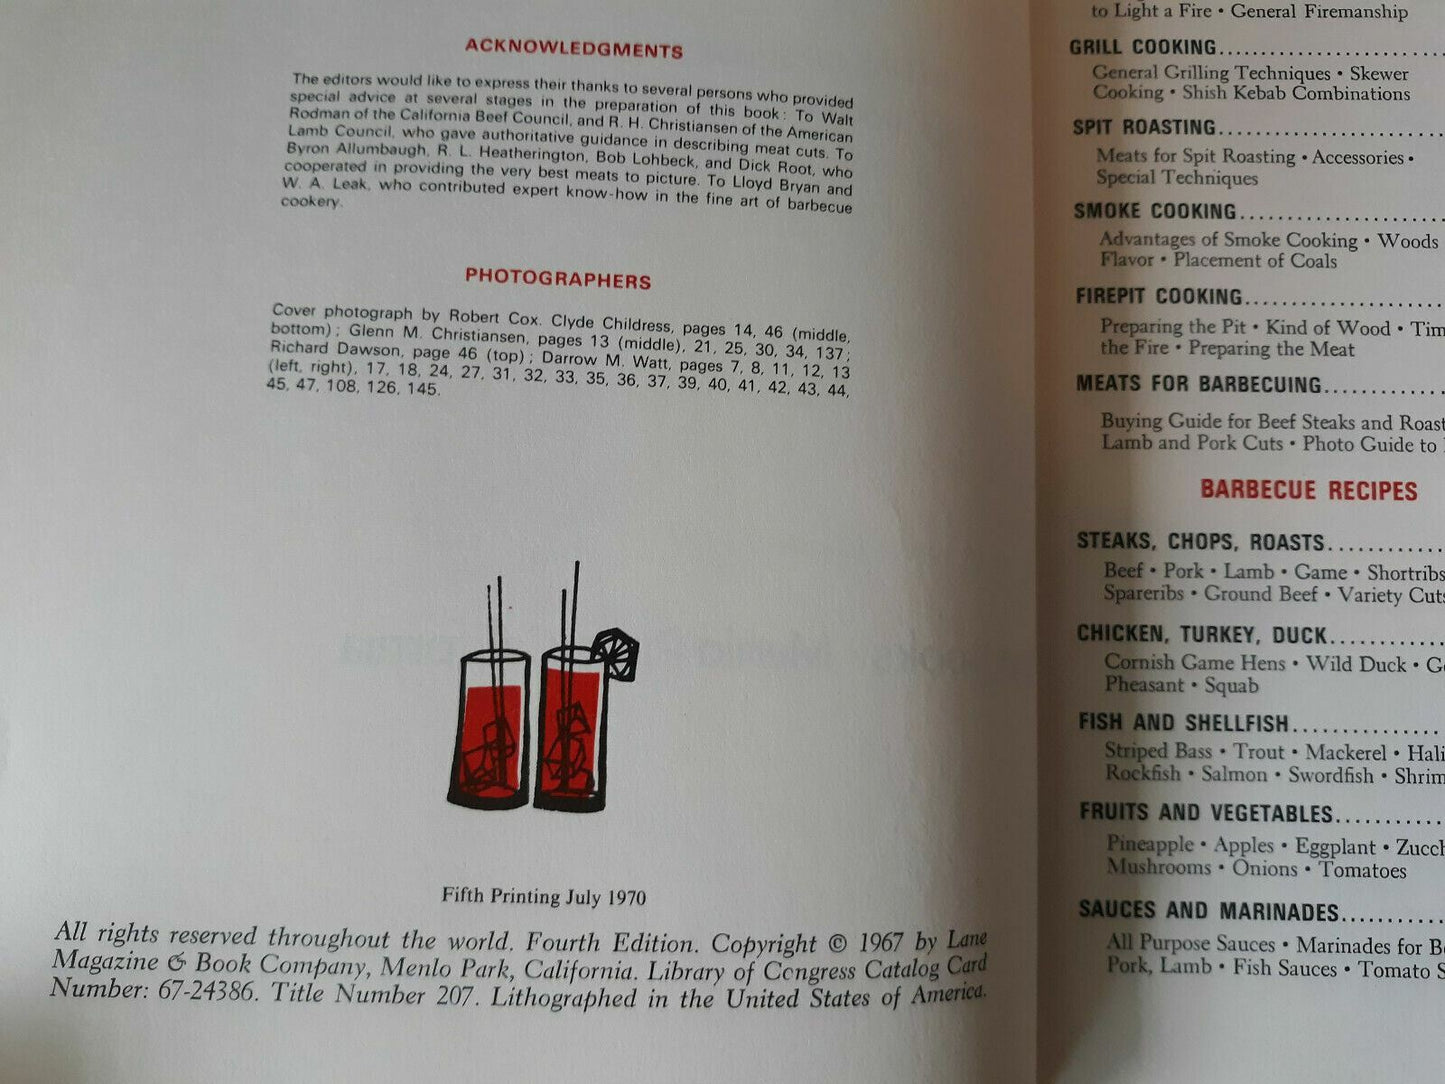 ACKNOWLEDGMENTS
The editors would like to express their thanks to several persons who provided
special advice at several stages in the preparation of this book: To Walt
Rodman of the California Beef Council, and R. H. Christiansen of the American
Lamb Council, who gave authoritative guidance in describing meat cuts. To
Byron Allumbaugh, R. L. Heatherington, Bob Lohbeck, and Dick Root, who
cooperated in providing the very best meats to picture. To Lloyd Bryan and
W. A. Leak, who contributed expert know-how in the fine art of barbecue
cookery.
PHOTOGRAPHERS
Cover photograph by Robert Cox. Clyde Childress, pages 14, 46 (middle,
bottom); Glenn M. Christiansen, pages 13 (middle), 21, 25, 30, 34, 137;
Richard Dawson, page 46 (top); Darrow M. Watt, pages 7, 8, 11, 12, 13
(left, right), 17, 18, 24, 27, 31, 32, 33, 35, 36, 37, 39, 40, 41, 42, 43, 44,
45, 47, 108, 126, 145.
Fifth Printing July 1970
All rights reserved throughout the world. Fourth Edition. Copyright © 1967 by Lane
Magazine & Book Company, Menlo Park, California. Library of Congress Catalog Card
Number: 67-24386. Title Number 207. Lithographed in the United States of America.
to Light a Fire • General Firemanship
GRILL COOKING
General Grilling Techniques • Skewer
Cooking • Shish Kebab Combinations
SPIT ROASTING
Meats for Spit Roasting • Accessories •
Special Techniques
SMOKE COOKING
Advantages of Smoke Cooking • Woods
Flavor • Placement of Coals
FIREPIT COOKING
Preparing the Pit • Kind of Wood • Tim
the Fire • Preparing the Meat
MEATS FOR BARBECUING
Buying Guide for Beef Steaks and Roast
Lamb and Pork Cuts • Photo Guide to
BARBECUE RECIPES
STEAKS, CHOPS, ROASTS
Beef • Pork • Lamb • Game • Shortribs
Spareribs • Ground Beef • Variety Cuts
CHICKEN, TURKEY, DUCK
Cornish Game Hens • Wild Duck • G
Pheasant • Squab
FISH AND SHELLFISH
Striped Bass • Trout • Mackerel • Hali
Rockfish • Salmon • Swordfish • Shrim
FRUITS AND VEGETABLES
Pineapple • Apples • Eggplant • Zucch
Mushrooms • Onions • Tomatoes
SAUCES AND MARINADES
All Purpose Sauces • Marinades for B
Pork, Lamb • Fish Sauces • Tomato S